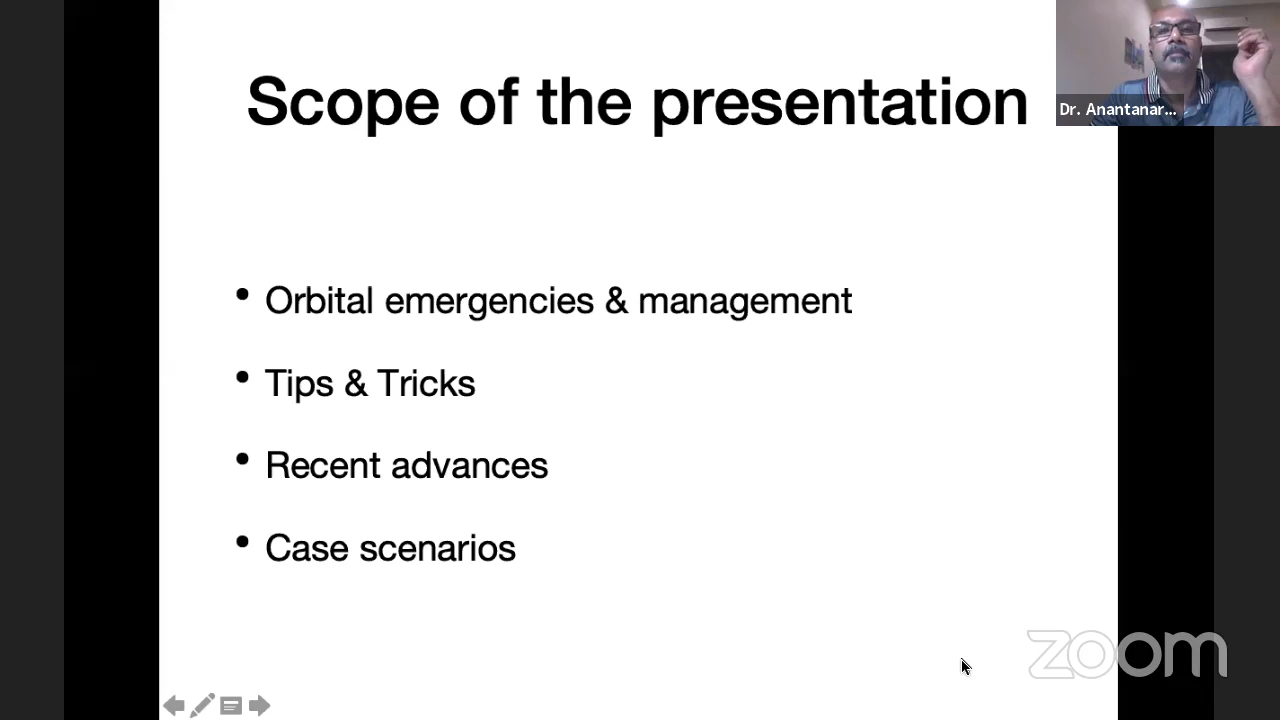 Scope of the presentation
Dr. Anantanar...
• Orbital emergencies & management
• Tips & Tricks
• Recent advances
• Case scenarios
zoom